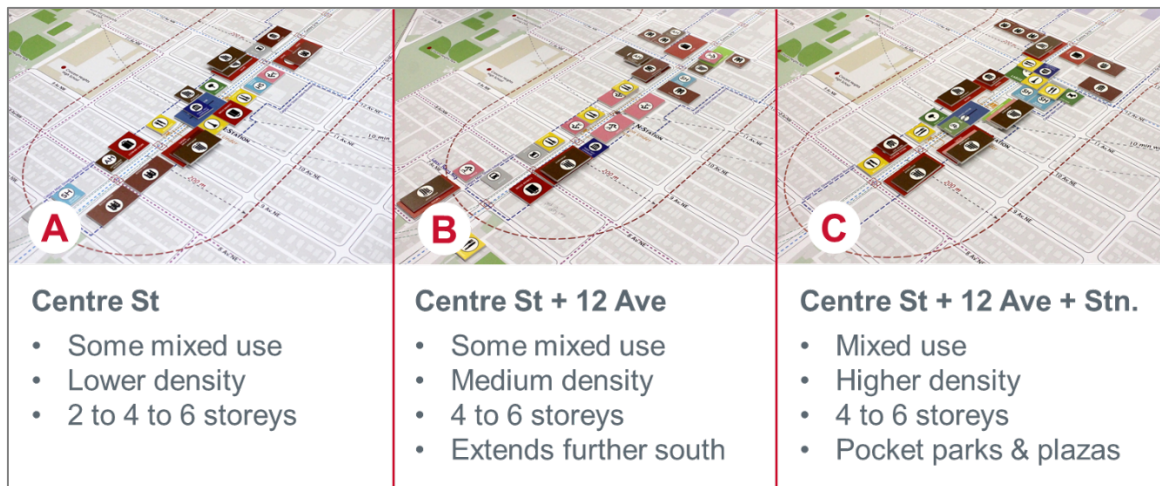 A
B
C
Centre St
• Some mixed use
• Lower density
• 2 to 4 to 6 storeys
Centre St + 12 Ave
• Some mixed use
• Medium density
• 4 to 6 storeys
• Extends further south
Centre St + 12 Ave + Stn.
• Mixed use
• Higher density
• 4 to 6 storeys
• Pocket parks & plazas